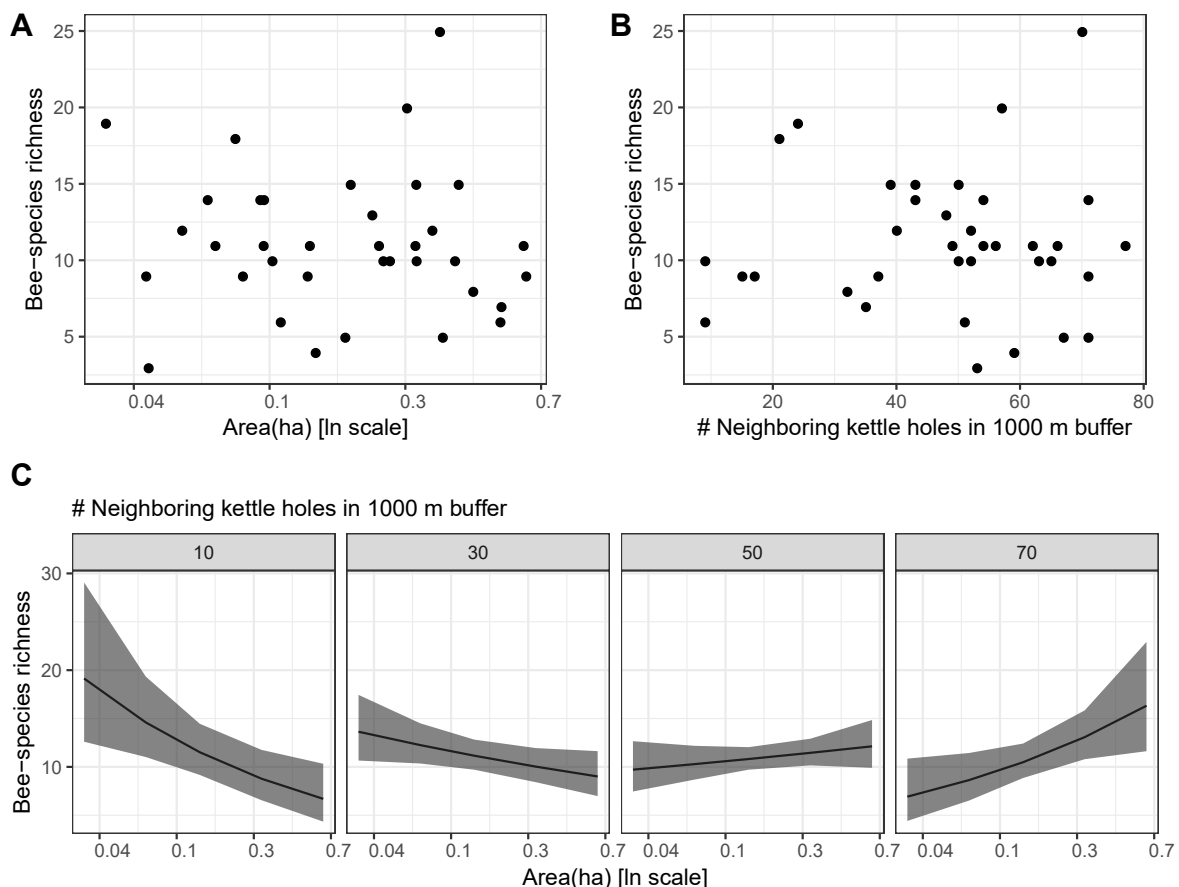 A
Bee−species richness
25
20
15
10
5
0.04 0.1 0.3 0.7
Area(ha) [ln scale]
B
Bee−species richness
25
20
15
10
5
20 40 60 80
# Neighboring kettle holes in 1000 m buffer
C
# Neighboring kettle holes in 1000 m buffer
10 30 50 70
Bee−species richness
30
20
10
0.04 0.1 0.3 0.7 0.04 0.1 0.3 0.7 0.04 0.1 0.3 0.7 0.04 0.1 0.3 0.7
Area(ha) [ln scale]